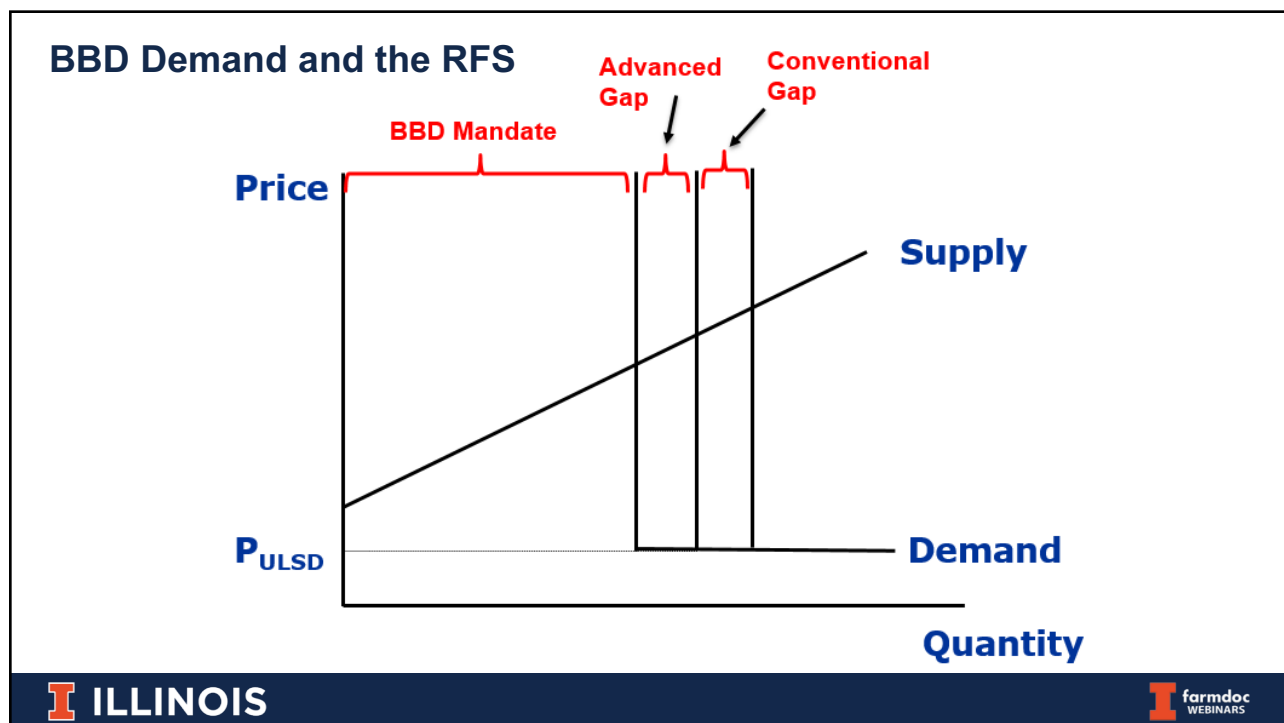 BBD Demand and the RFS
Advanced
Gap
Conventional
Gap
BBD Mandate
Price
Supply
PULSD
Demand
Quantity
I ILLINOIS
I farmdoc
WEBINARS